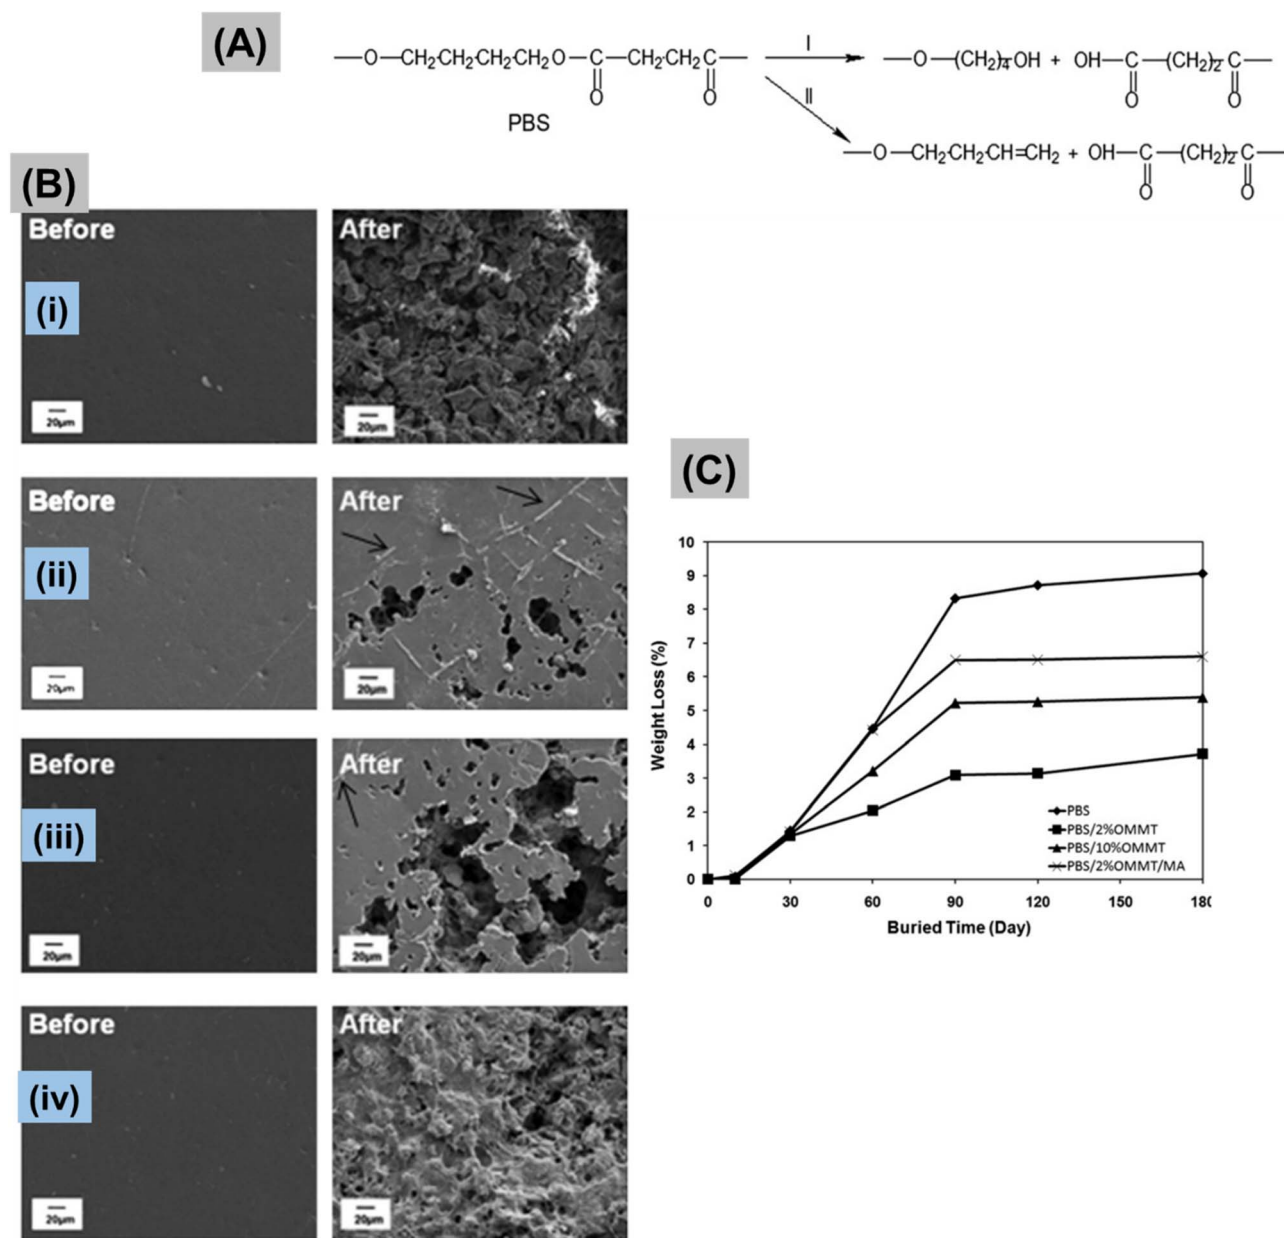 (A)
—O—CH₂CH₂CH₂CH₂O—C—CH₂CH₂C—
O O
PBS
I
—O—(CH₂)₄OH + OH—C—(CH₂)₂C—
O O
II
—O—CH₂CH₂CH=CH₂ + OH—C—(CH₂)₂C—
O O
(B)
Before
After
(i)
20μm
20μm
Before
After
(ii)
20μm
20μm
Before
After
(iii)
20μm
20μm
Before
After
(iv)
20μm
20μm
(C)
10
9
8
7
6
5
4
3
2
1
0
Weight Loss (%)
PBS
PBS/2%OMMT
PBS/10%OMMT
PBS/2%OMMT/MA
0 30 60 90 120 150 180
Buried Time (Day)